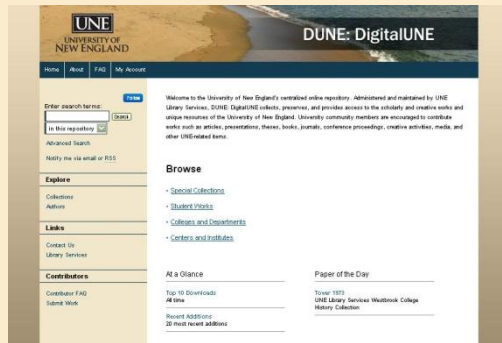 UNE
UNIVERSITY OF
NEW ENGLAND
DUNE: DigitalUNE
Home About FAQ My Account
Follow
Enter search terms:
Search
in this repository
Advanced Search
Notify me via email or RSS
Explore
Collections
Authors
Links
Contact Us
Library Services
Contributors
Contributor FAQ
Submit Work
Welcome to the University of New England's centralized online repository. Administered and maintained by UNE
Library Services, DUNE: DigitalUNE collects, preserves, and provides access to the scholarly and creative works and
unique resources of the University of New England. University community members are encouraged to contribute
works such as articles, presentations, theses, books, journals, conference proceedings, creative activities, media, and
other UNE-related items.
Browse
Special Collections
Student Works
Colleges and Departments
Centers and Institutes
At a Glance
Top 10 Downloads
All time
Recent Additions
20 most recent additions
Paper of the Day
Tower 1973
UNE Library Services Westbrook College
History Collection